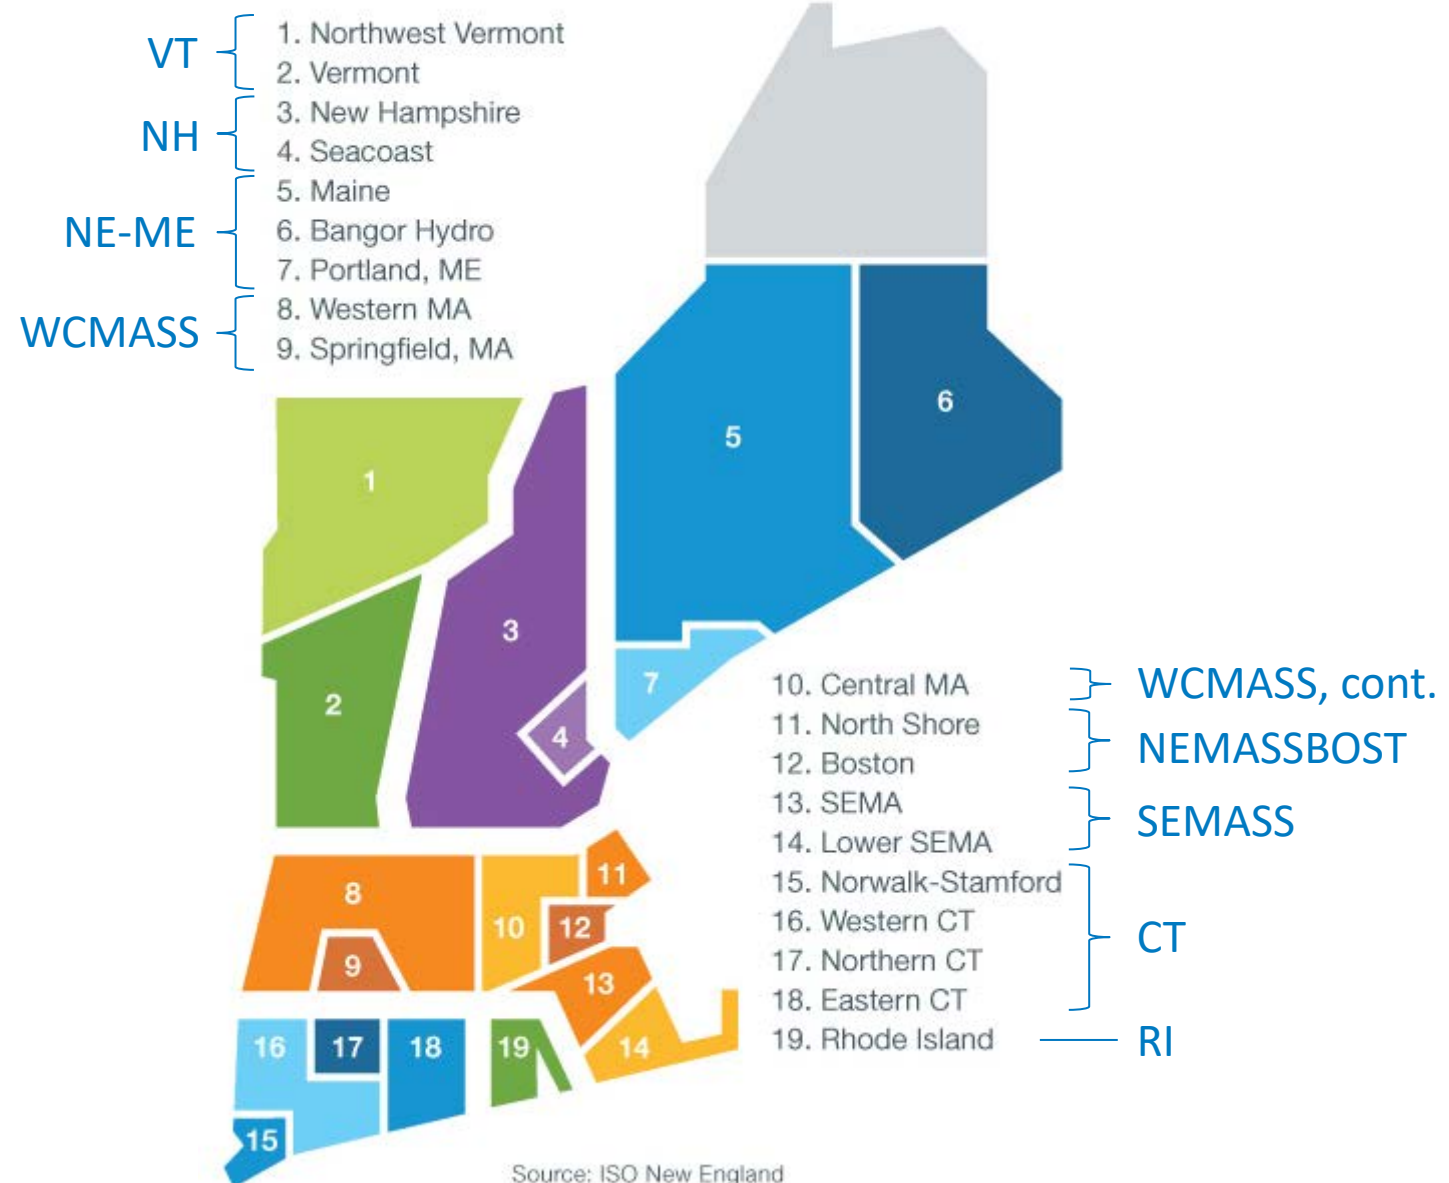 VT
1. Northwest Vermont
2. Vermont
NH
3. New Hampshire
4. Seacoast
NE-ME
5. Maine
6. Bangor Hydro
7. Portland, ME
WCMASS
8. Western MA
9. Springfield, MA
1
2
3
4
5
6
7
10. Central MA
WCMASS, cont.
11. North Shore
12. Boston
NEMASSBOST
13. SEMA
14. Lower SEMA
SEMASS
15. Norwalk-Stamford
16. Western CT
17. Northern CT
18. Eastern CT
CT
19. Rhode Island
RI
8
9
10
11
12
13
14
15
16
17
18
19
Source: ISO New England